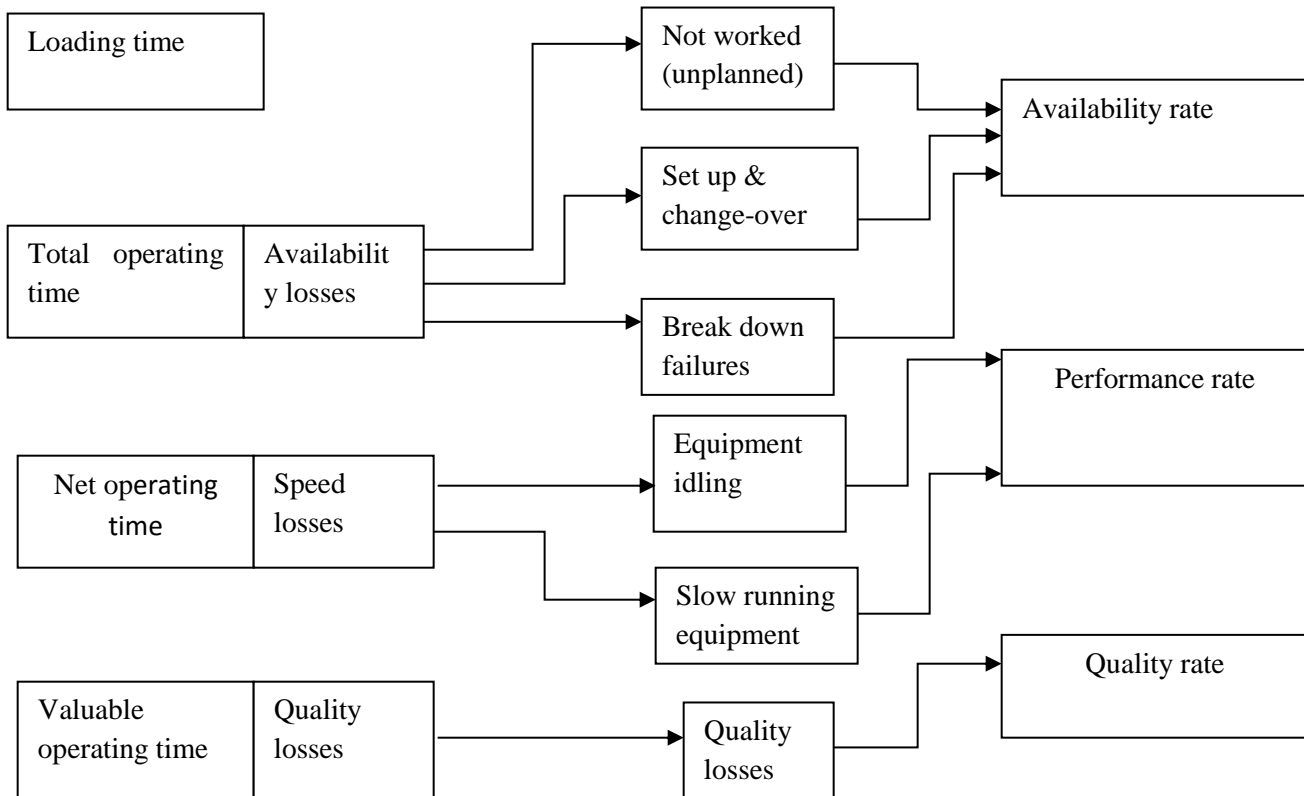 Loading time
Not worked
(unplanned)
Availability rate
Set up &
change-over
Total operating
time
Availabilit
y losses
Break down
failures
Performance rate
Equipment
idling
Net operating
time
Speed
losses
Slow running
equipment
Quality rate
Valuable
operating time
Quality
losses
Quality
losses